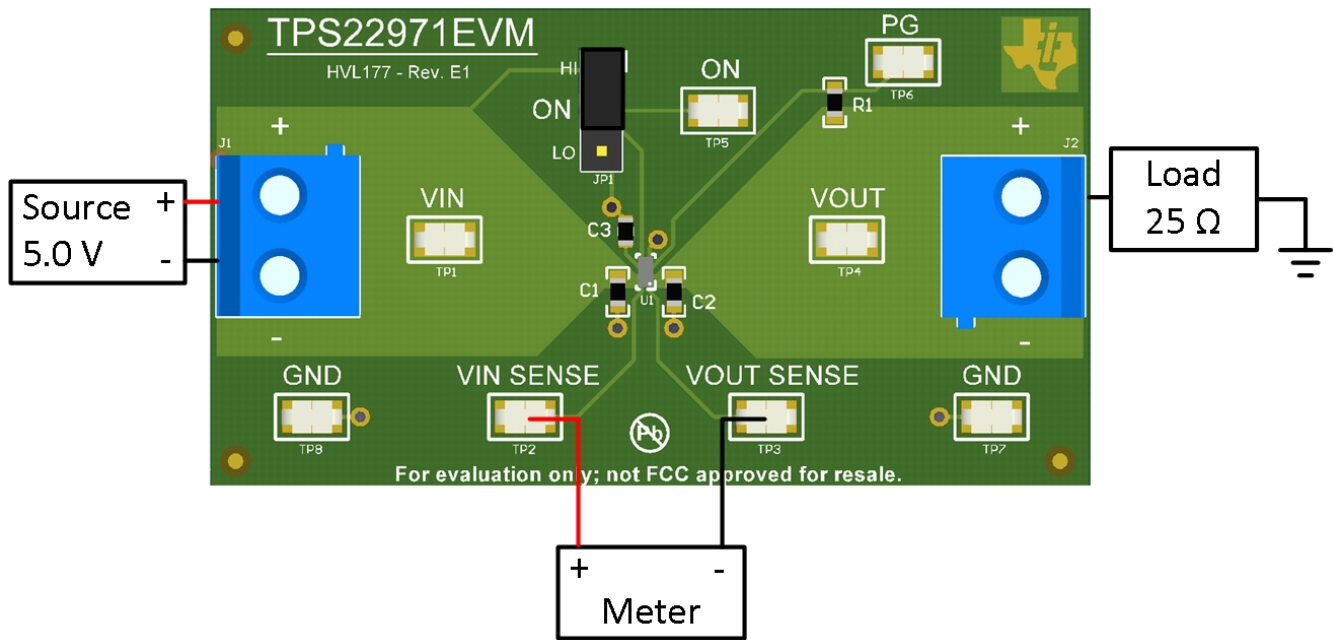 TPS22971EVM
HVL177 - Rev. E1
PG
TP6
HI
ON
LO
JP1
ON
TP5
R1
J1
+
-
J2
+
-
Source +
5.0 V -
Load
25 Ω
VIN
TP1
VOUT
TP4
C3
C1
U1
C2
GND
TP8
VIN SENSE
TP2
Pb
VOUT SENSE
TP3
GND
TP7
For evaluation only; not FCC approved for resale.
+ -
Meter